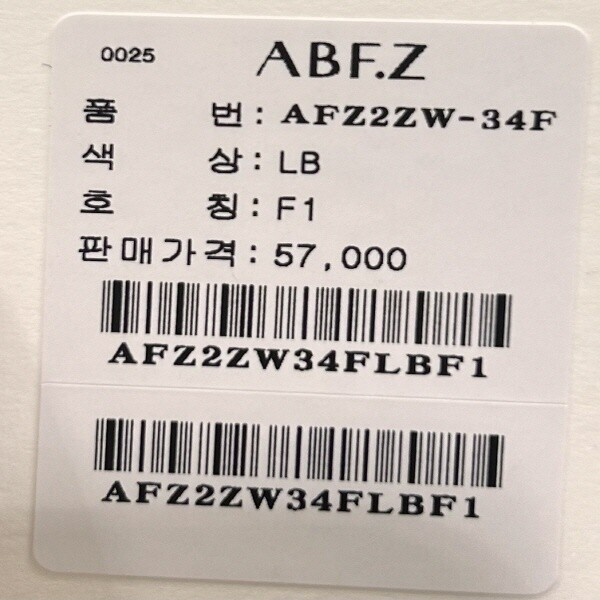 0025 ABF.Z
품 번 : AFZ2ZW-34F
색 상 : LB
호 칭 : F1
판매가격 : 57,000
AFZ2ZW34FLBF1
AFZ2ZW34FLBF1